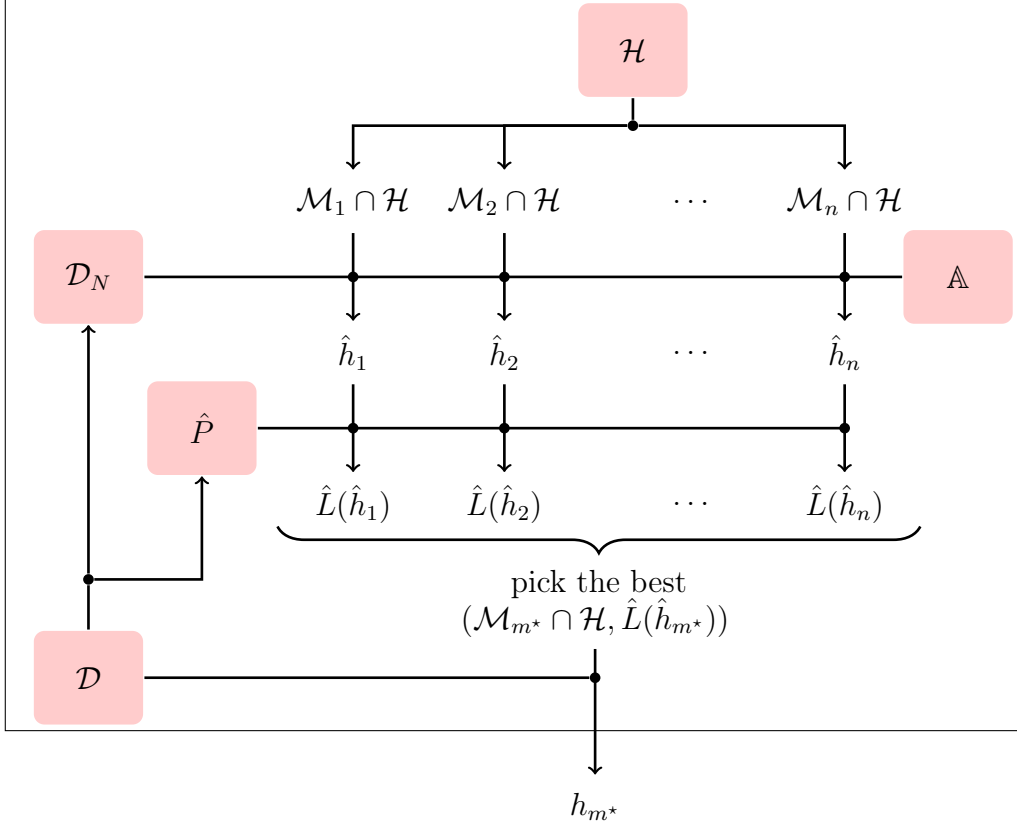 ℋ
ℳ₁ ∩ ℋ ℳ₂ ∩ ℋ ⋯ ℳₙ ∩ ℋ
𝒟_N 𝔸
ĥ₁ ĥ₂ ⋯ ĥₙ
P̂
L̂(ĥ₁) L̂(ĥ₂) ⋯ L̂(ĥₙ)
pick the best
(ℳ_{m⋆} ∩ ℋ, L̂(ĥ_{m⋆}))
𝒟
h_{m⋆}